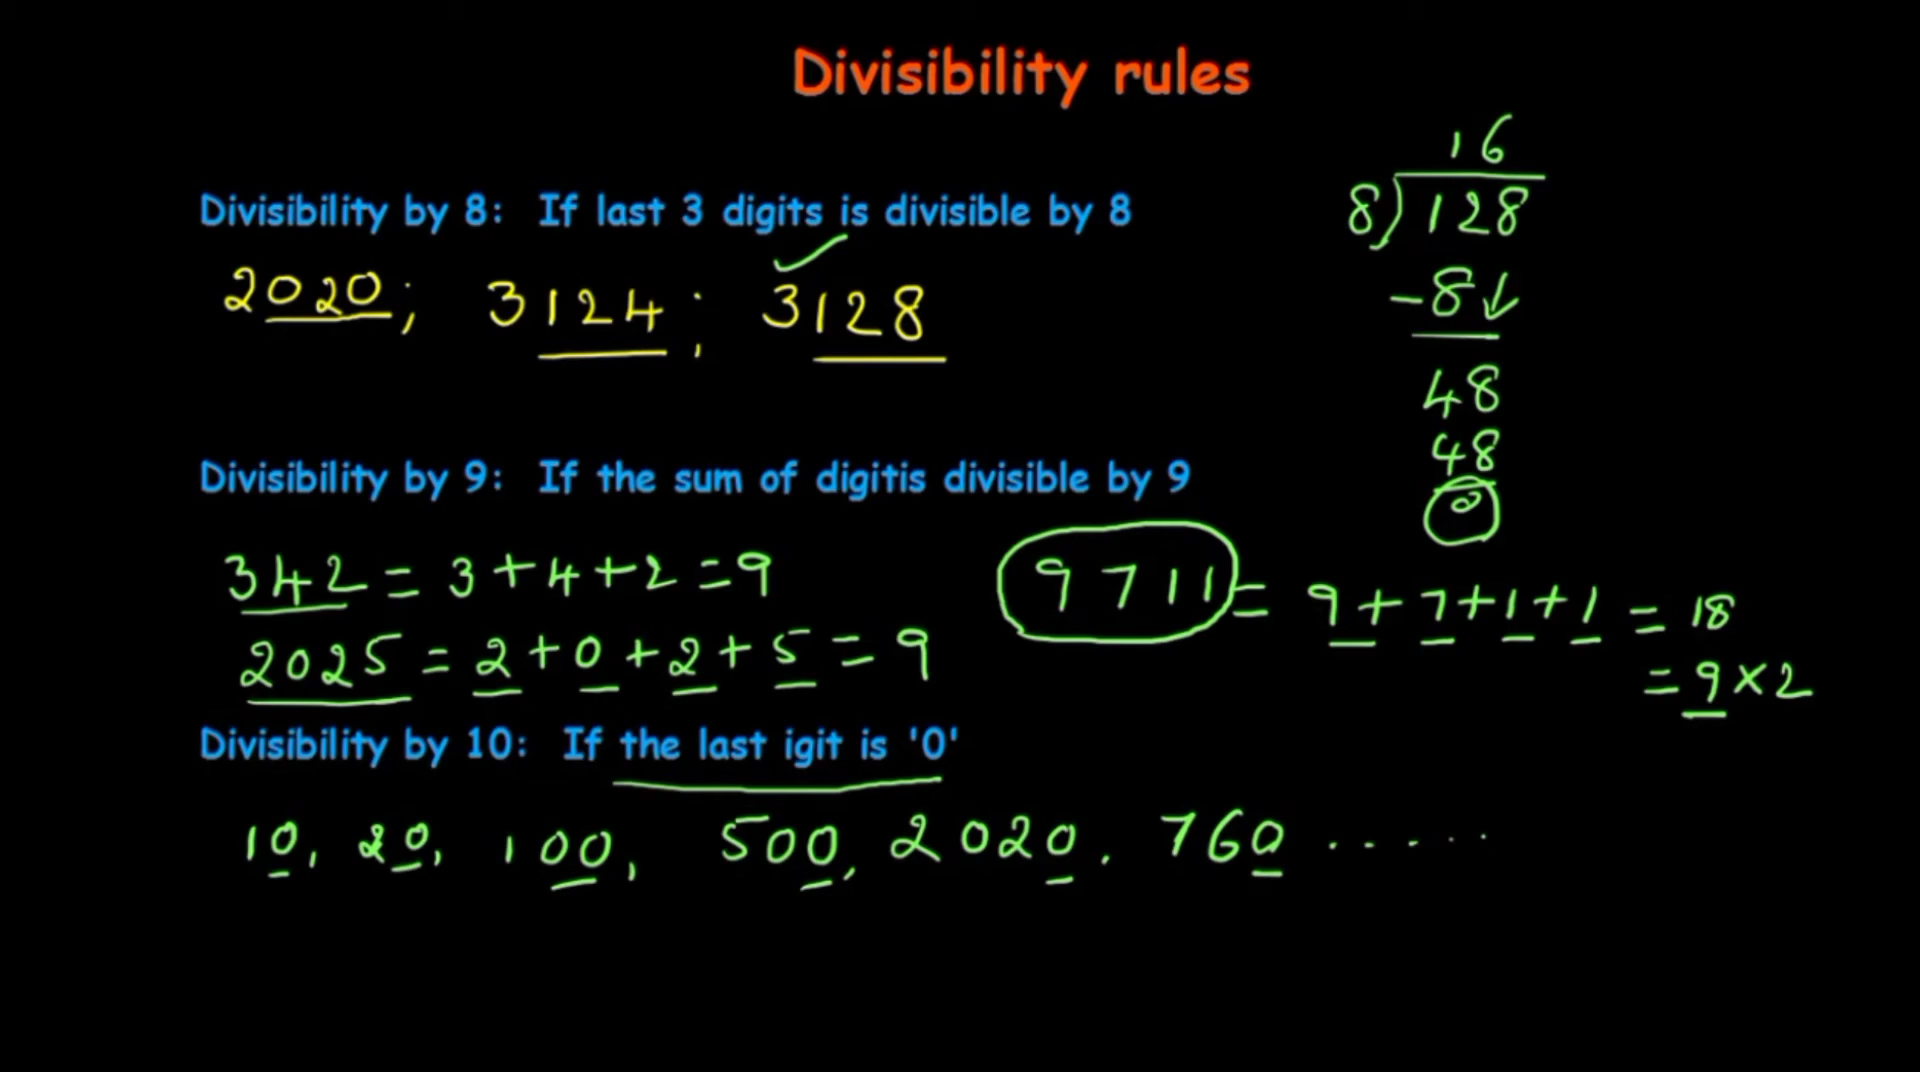 Divisibility rules
Divisibility by 8: If last 3 digits is divisible by 8
2020; 3124; 3128
16
8)128
-8↓
48
48
0
Divisibility by 9: If the sum of digitis divisible by 9
342 = 3+4+2 = 9
2025 = 2+0+2+5 = 9
9711 = 9+7+1+1 = 18
= 9×2
Divisibility by 10: If the last igit is '0'
10, 20, 100, 500, 2020, 760 ......